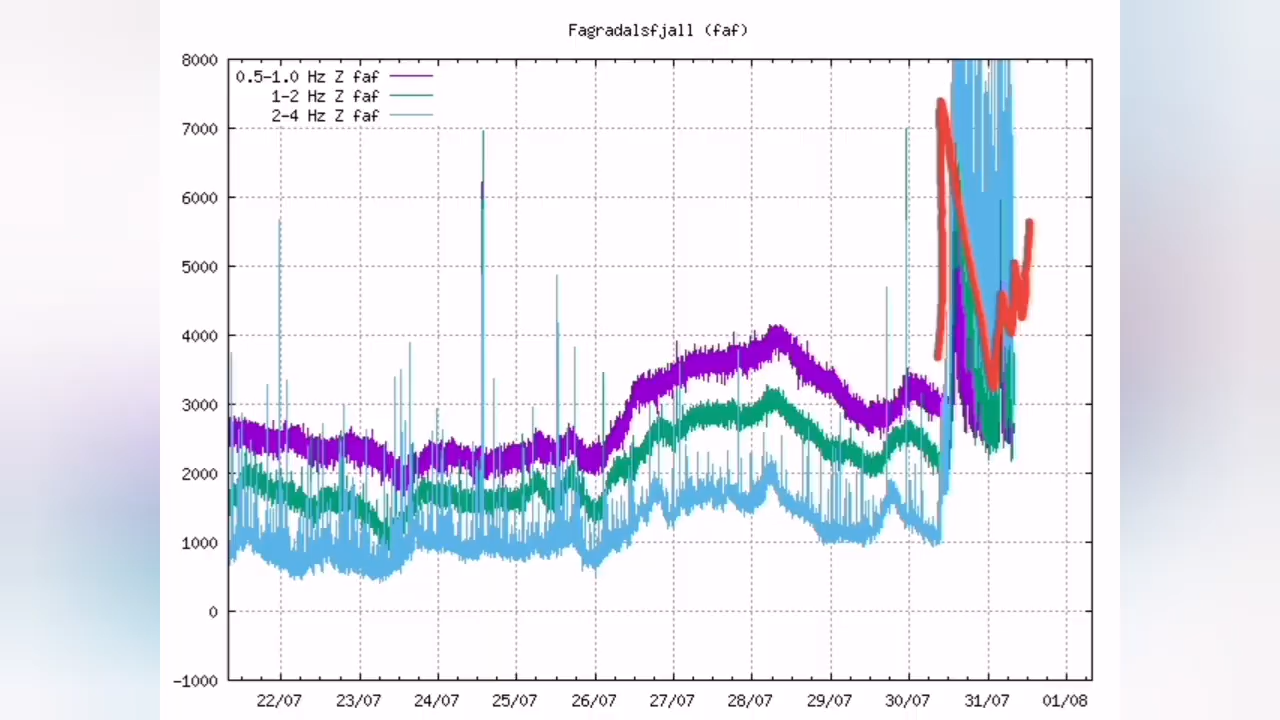 Fagradalsfjall (faf)
8000
0.5-1.0 Hz Z faf
1-2 Hz Z faf
2-4 Hz Z faf
7000
6000
5000
4000
3000
2000
1000
0
-1000
22/07 23/07 24/07 25/07 26/07 27/07 28/07 29/07 30/07 31/07 01/08